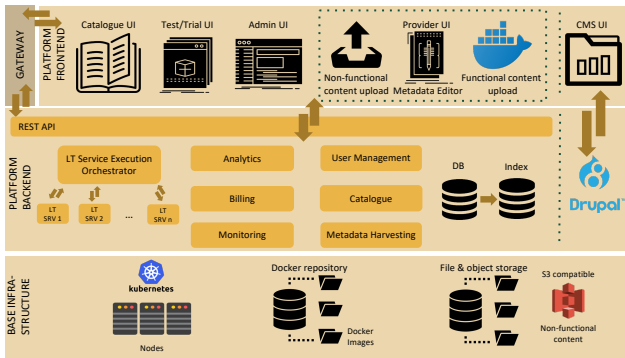 GATEWAY
PLATFORM
FRONTEND
Catalogue UI
Test/Trial UI
Admin UI
Provider UI
CMS UI
Non-functional
content upload
Metadata Editor
Functional content
upload
REST API
PLATFORM
BACKEND
LT Service Execution
Orchestrator
LT
SRV 1
LT
SRV 2
...
LT
SRV n
Analytics
Billing
Monitoring
User Management
Catalogue
Metadata Harvesting
DB
Index
Drupal™
BASE INFRA-
STRUCTURE
kubernetes
Nodes
Docker repository
Docker
Images
File & object storage
S3 compatible
Non-functional
content